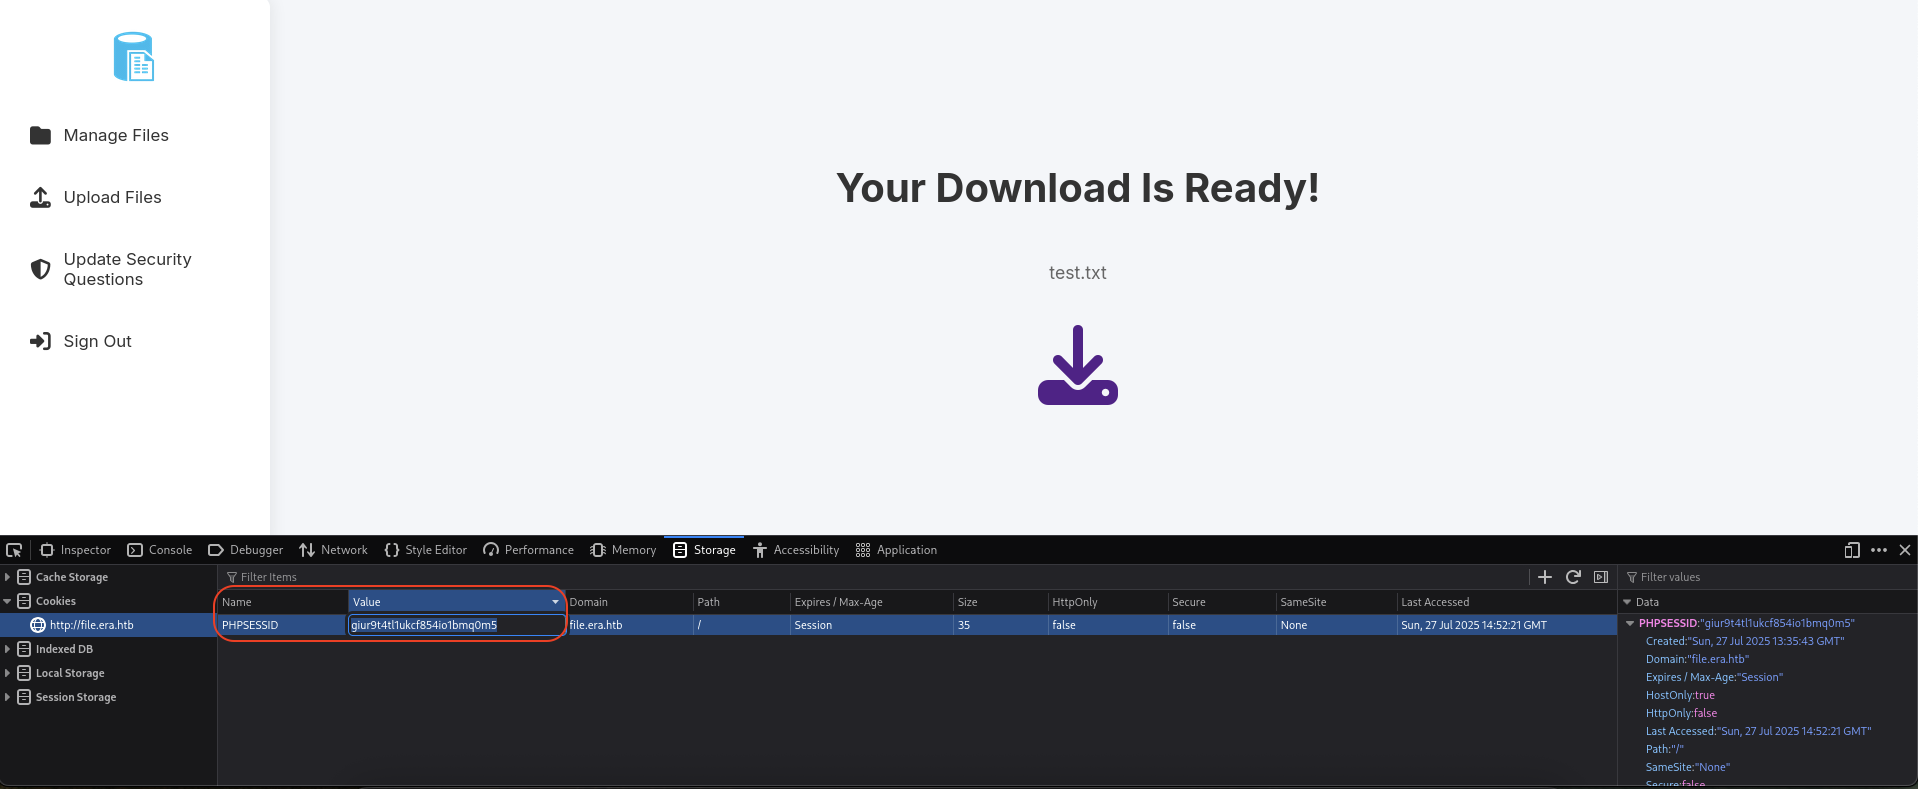 Manage Files
Upload Files
Update Security
Questions
Sign Out
Your Download Is Ready!
test.txt
Inspector Console Debugger Network Style Editor Performance Memory Storage Accessibility Application
Cache Storage
Cookies
http://file.era.htb
Indexed DB
Local Storage
Session Storage
Filter Items
Name Value Domain Path Expires / Max-Age Size HttpOnly Secure SameSite Last Accessed
PHPSESSID giur9t4tl1ukcf854io1bmq0m5 file.era.htb / Session 35 false false None Sun, 27 Jul 2025 14:52:21 GMT
Filter values
Data
PHPSESSID:"giur9t4tl1ukcf854io1bmq0m5"
Created:"Sun, 27 Jul 2025 13:35:43 GMT"
Domain:"file.era.htb"
Expires / Max-Age:"Session"
HostOnly:true
HttpOnly:false
Last Accessed:"Sun, 27 Jul 2025 14:52:21 GMT"
Path:"/"
SameSite:"None"
Secure:false